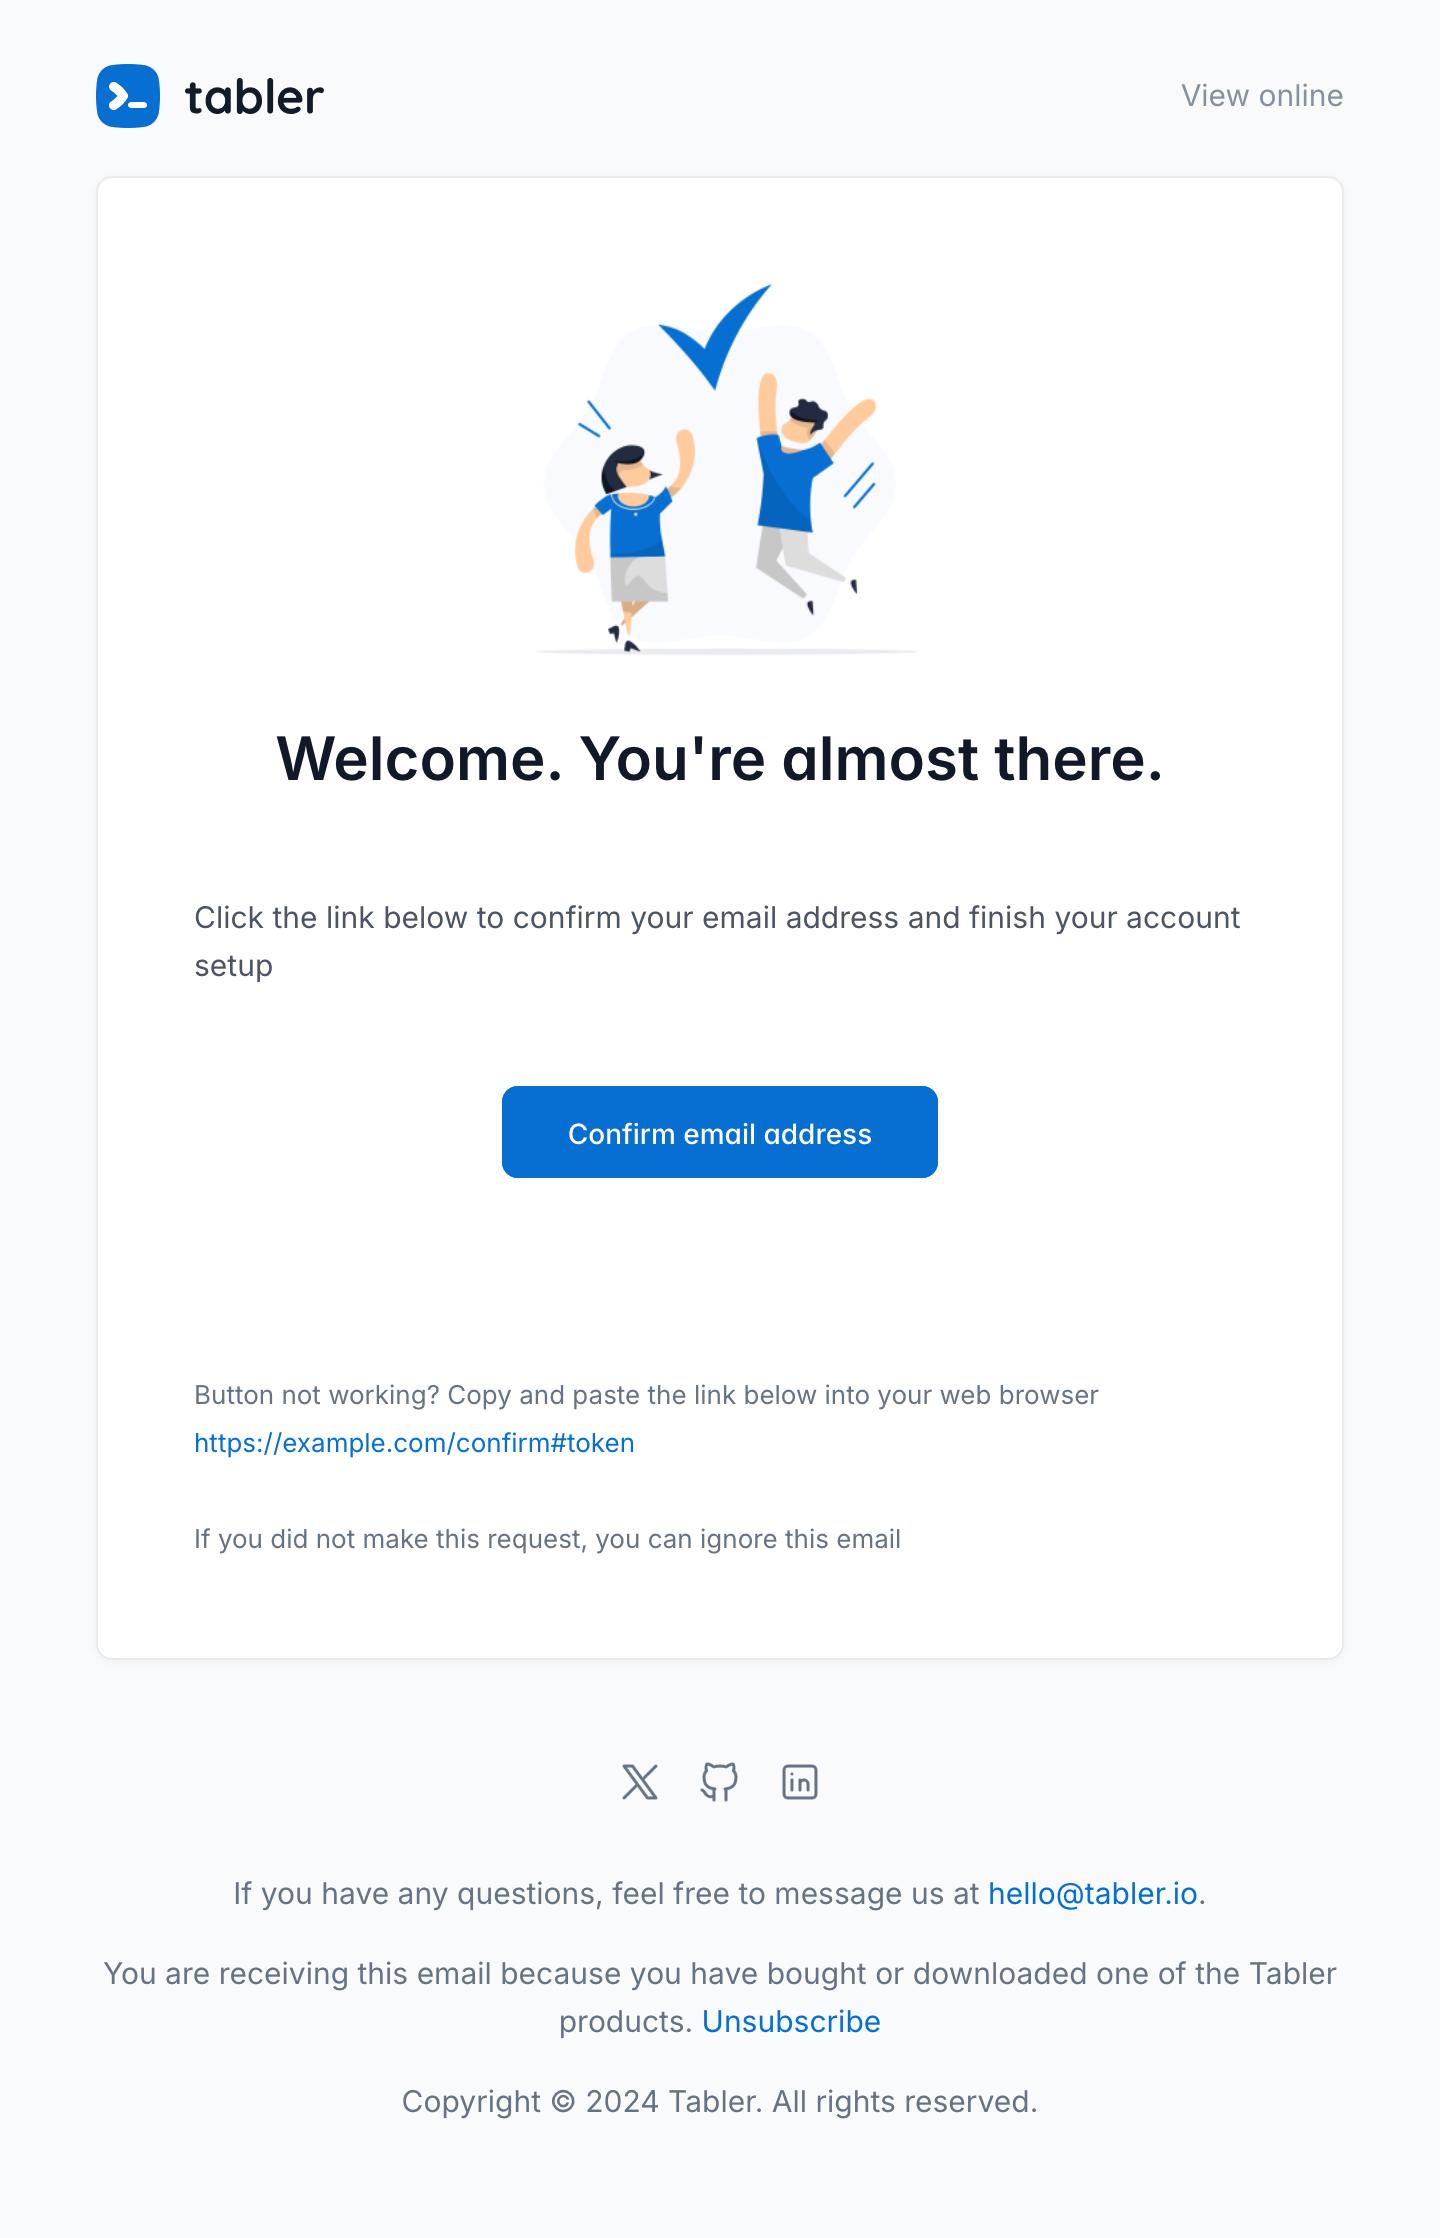 tabler
View online
Welcome. You're almost there.
Click the link below to confirm your email address and finish your account
setup
Confirm email address
Button not working? Copy and paste the link below into your web browser
https://example.com/confirm#token
If you did not make this request, you can ignore this email
in
If you have any questions, feel free to message us at hello@tabler.io.
You are receiving this email because you have bought or downloaded one of the Tabler
products. Unsubscribe
Copyright © 2024 Tabler. All rights reserved.